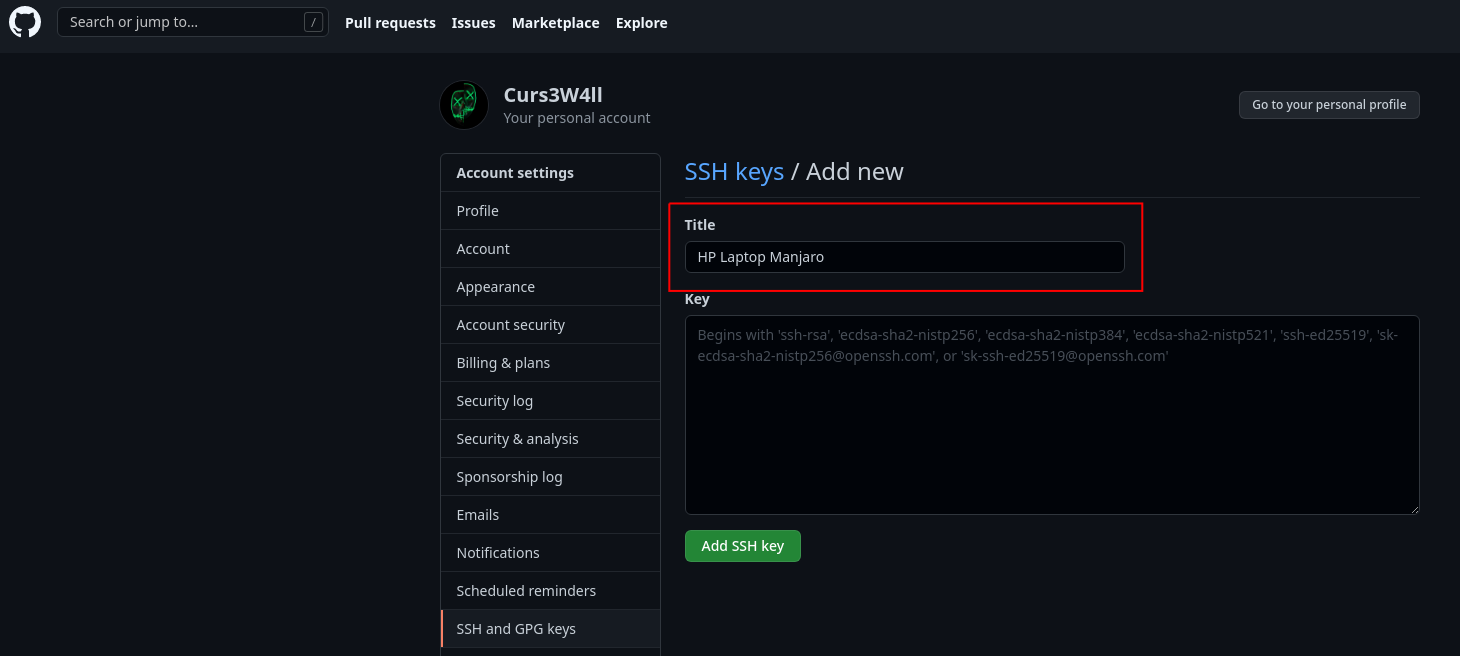 Search or jump to… / Pull requests Issues Marketplace Explore
Curs3W4ll
Your personal account
Go to your personal profile
Account settings
Profile
Account
Appearance
Account security
Billing & plans
Security log
Security & analysis
Sponsorship log
Emails
Notifications
Scheduled reminders
SSH and GPG keys
SSH keys / Add new
Title
HP Laptop Manjaro
Key
Begins with 'ssh-rsa', 'ecdsa-sha2-nistp256', 'ecdsa-sha2-nistp384', 'ecdsa-sha2-nistp521', 'ssh-ed25519', 'sk-
ecdsa-sha2-nistp256@openssh.com', or 'sk-ssh-ed25519@openssh.com'
Add SSH key